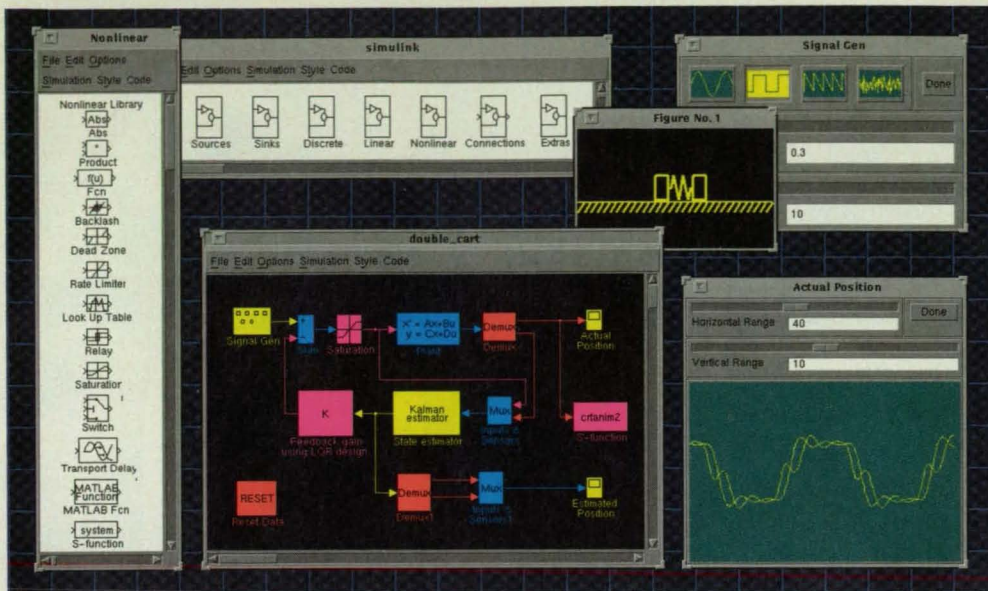 Nonlinear
File Edit Options
Simulation Style Code
Nonlinear Library
Abs
Abs
*
Product
f(u)
Fcn
Backlash
Dead Zone
Rate Limiter
Look Up Table
Relay
Saturation
Switch
Transport Delay
MATLAB
Function
MATLAB Fcn
system
S-function
simulink
Edit Options Simulation Style Code
Sources Sinks Discrete Linear Nonlinear Connections Extras
Signal Gen
Done
0.3
10
Figure No. 1
double_cart
File Edit Options Simulation Style Code
Signal Gen
+
−
Sum
Saturation
x' = Ax+Bu
y = Cx+Du
Plant
Demux
Demux
Actual
Position
K
Feedback gain
using LQR design
Kalman
estimator
State estimator
Mux
Inputs &
Sensors
crtanim2
S-function
RESET
Reset Data
Demux
Demux1
Mux
Inputs &
Sensors1
Estimated
Position
Actual Position
Horizontal Range
40
Done
Vertical Range
10